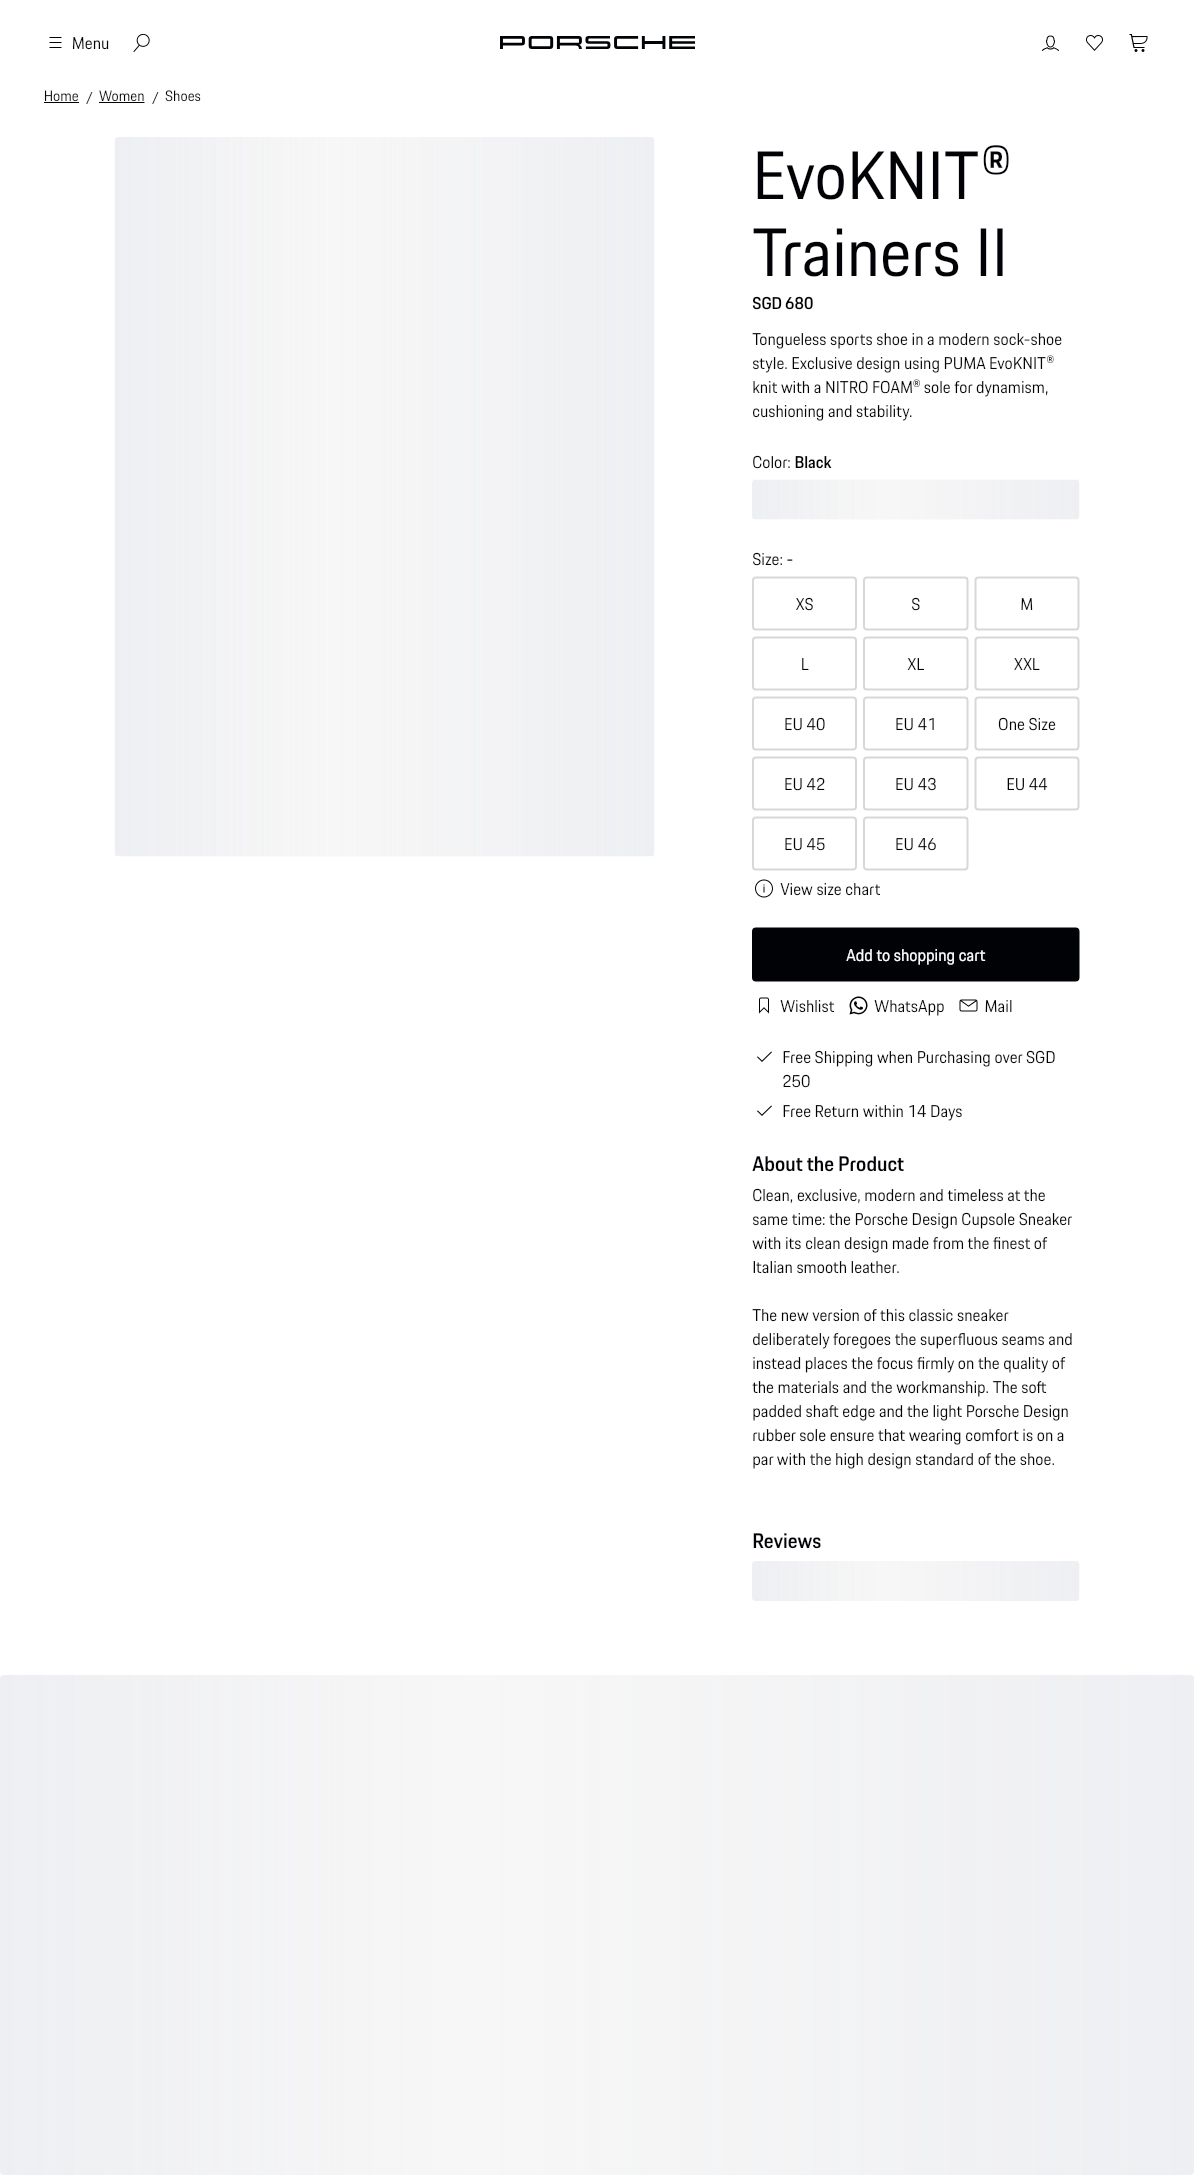 Menu
PORSCHE
Home / Women / Shoes
EvoKNIT®
Trainers II
SGD 680
Tongueless sports shoe in a modern sock-shoe
style. Exclusive design using PUMA EvoKNIT®
knit with a NITRO FOAM® sole for dynamism,
cushioning and stability.
Color: Black
Size: -
XS S M
L XL XXL
EU 40 EU 41 One Size
EU 42 EU 43 EU 44
EU 45 EU 46
View size chart
Add to shopping cart
Wishlist WhatsApp Mail
Free Shipping when Purchasing over SGD
250
Free Return within 14 Days
About the Product
Clean, exclusive, modern and timeless at the
same time: the Porsche Design Cupsole Sneaker
with its clean design made from the finest of
Italian smooth leather.
The new version of this classic sneaker
deliberately foregoes the superfluous seams and
instead places the focus firmly on the quality of
the materials and the workmanship. The soft
padded shaft edge and the light Porsche Design
rubber sole ensure that wearing comfort is on a
par with the high design standard of the shoe.
Reviews